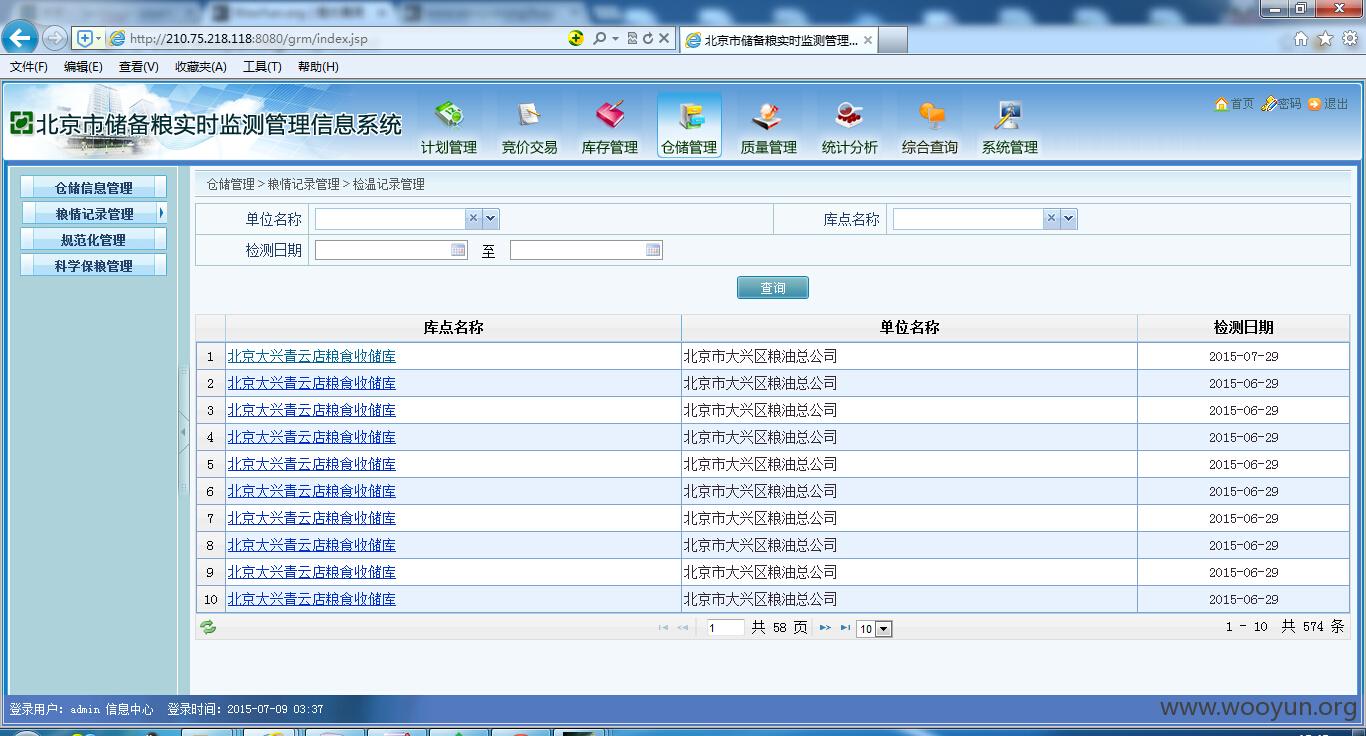 http://210.75.218.118:8080/grm/index.jsp
北京市储备粮实时监测管理...
文件(F) 编辑(E) 查看(V) 收藏夹(A) 工具(T) 帮助(H)
北京市储备粮实时监测管理信息系统
首页 密码 退出
计划管理 竞价交易 库存管理 仓储管理 质量管理 统计分析 综合查询 系统管理
仓储信息管理
粮情记录管理
规范化管理
科学保粮管理
仓储管理 > 粮情记录管理 > 检温记录管理
单位名称 库点名称
检测日期 至
查询
库点名称 单位名称 检测日期
1 北京大兴青云店粮食收储库 北京市大兴区粮油总公司 2015-07-29
2 北京大兴青云店粮食收储库 北京市大兴区粮油总公司 2015-06-29
3 北京大兴青云店粮食收储库 北京市大兴区粮油总公司 2015-06-29
4 北京大兴青云店粮食收储库 北京市大兴区粮油总公司 2015-06-29
5 北京大兴青云店粮食收储库 北京市大兴区粮油总公司 2015-06-29
6 北京大兴青云店粮食收储库 北京市大兴区粮油总公司 2015-06-29
7 北京大兴青云店粮食收储库 北京市大兴区粮油总公司 2015-06-29
8 北京大兴青云店粮食收储库 北京市大兴区粮油总公司 2015-06-29
9 北京大兴青云店粮食收储库 北京市大兴区粮油总公司 2015-06-29
10 北京大兴青云店粮食收储库 北京市大兴区粮油总公司 2015-06-29
1 共 58 页 10 1 - 10 共 574 条
登录用户: admin 信息中心 登录时间: 2015-07-09 03:37
www.wooyun.org